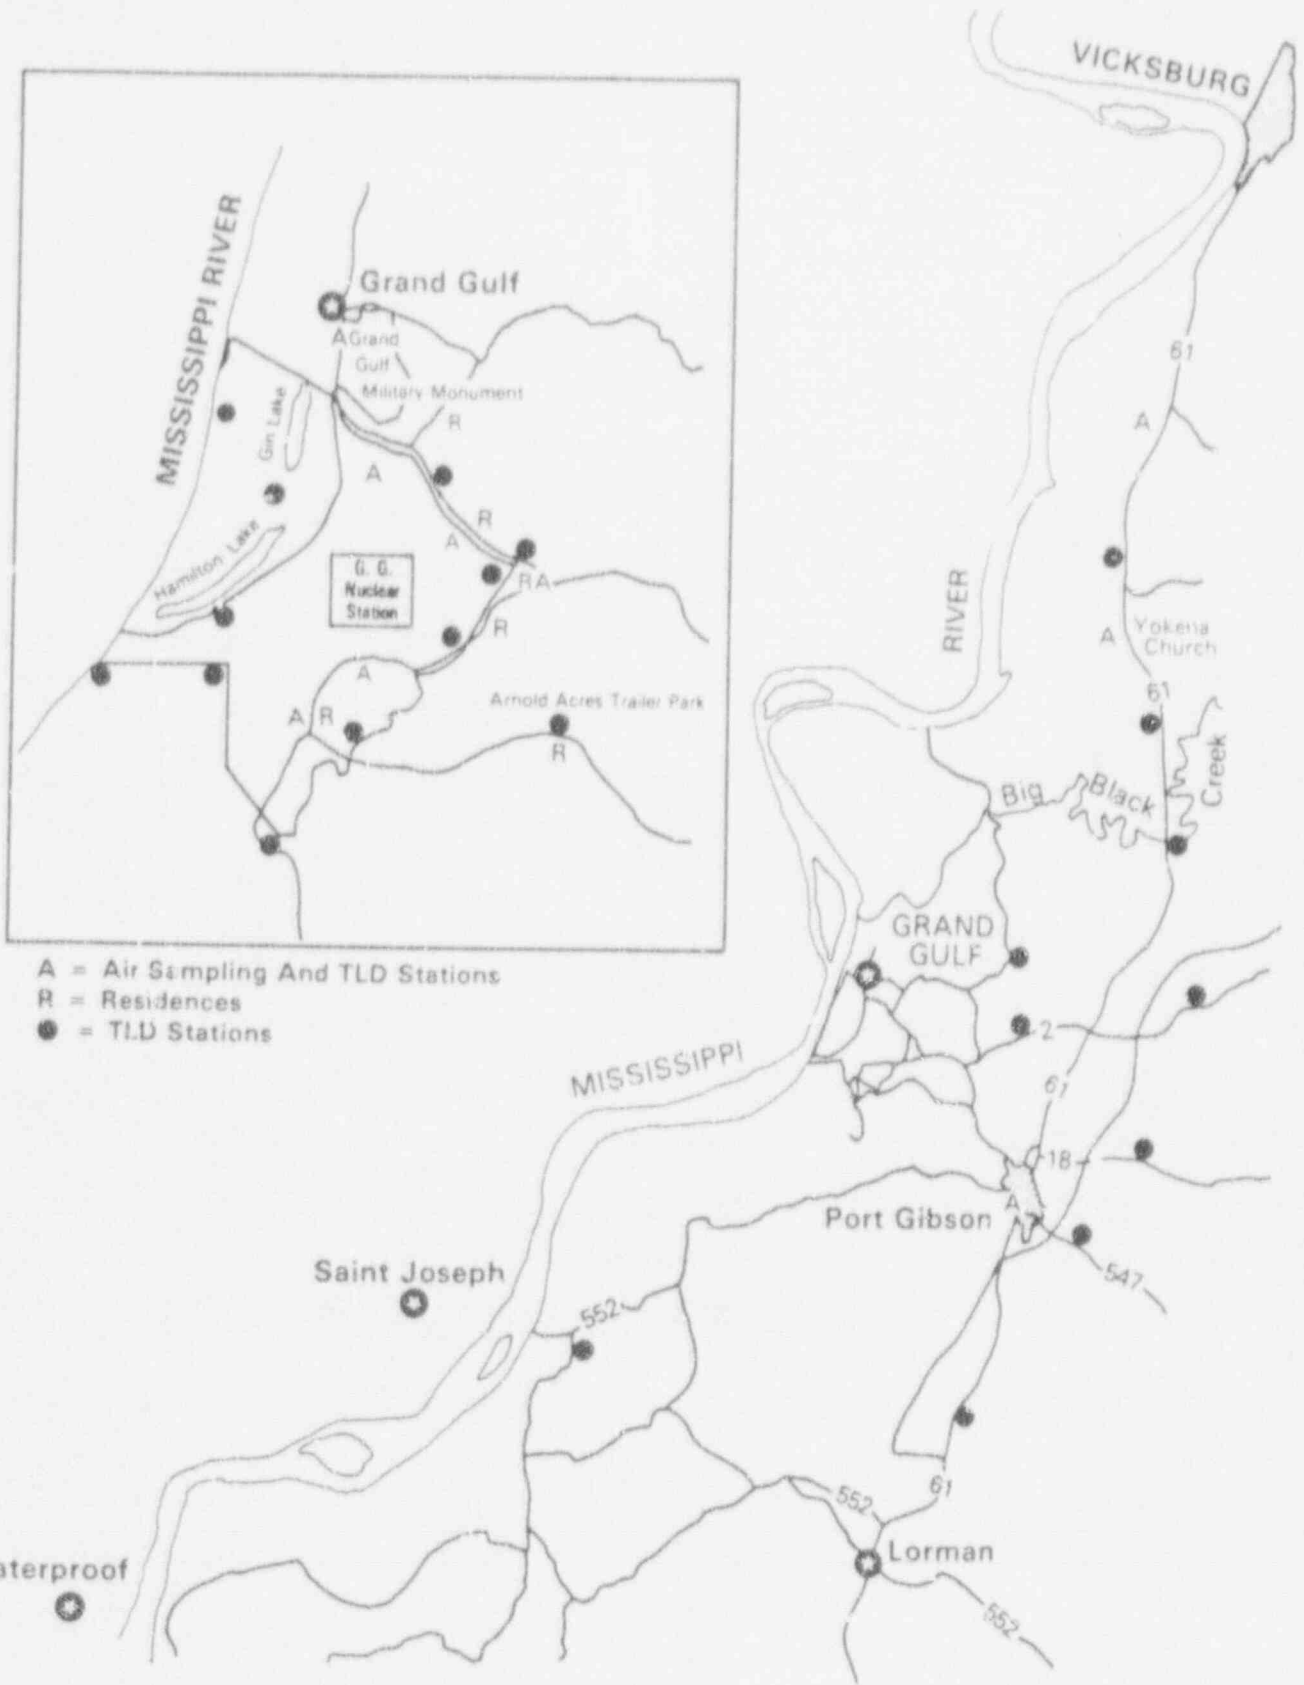 VICKSBURG
MISSISSIPPI RIVER
Grand Gulf
A Grand
Gulf
Military Monument
Gin Lake
R
A
R
A
Hamilton Lake
G. G.
Nuclear
Station
R A
R
A
A R
Arnold Acres Trailer Park
R
A = Air Sampling And TLD Stations
R = Residences
= TLD Stations
61
A
RIVER
A
Yokena
Church
61
Big Black Creek
GRAND
GULF
2
MISSISSIPPI
61
18
A
Port Gibson
547
Saint Joseph
552
61
552
Lorman
aterproof
552